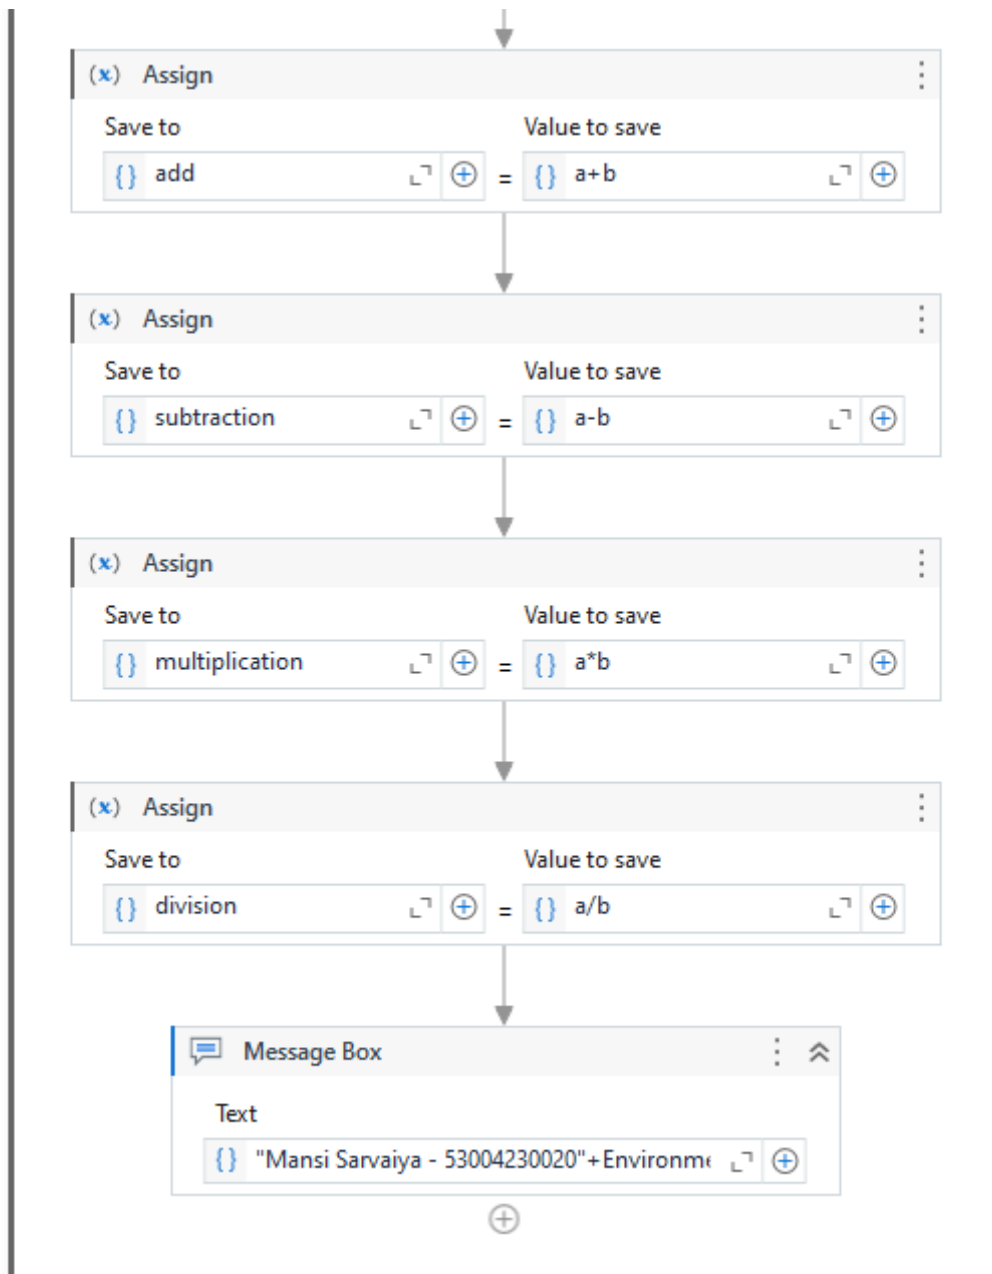 (x) Assign
Save to Value to save
{} add = {} a+b
(x) Assign
Save to Value to save
{} subtraction = {} a-b
(x) Assign
Save to Value to save
{} multiplication = {} a*b
(x) Assign
Save to Value to save
{} division = {} a/b
Message Box
Text
{} "Mansi Sarvaiya - 53004230020"+Environme